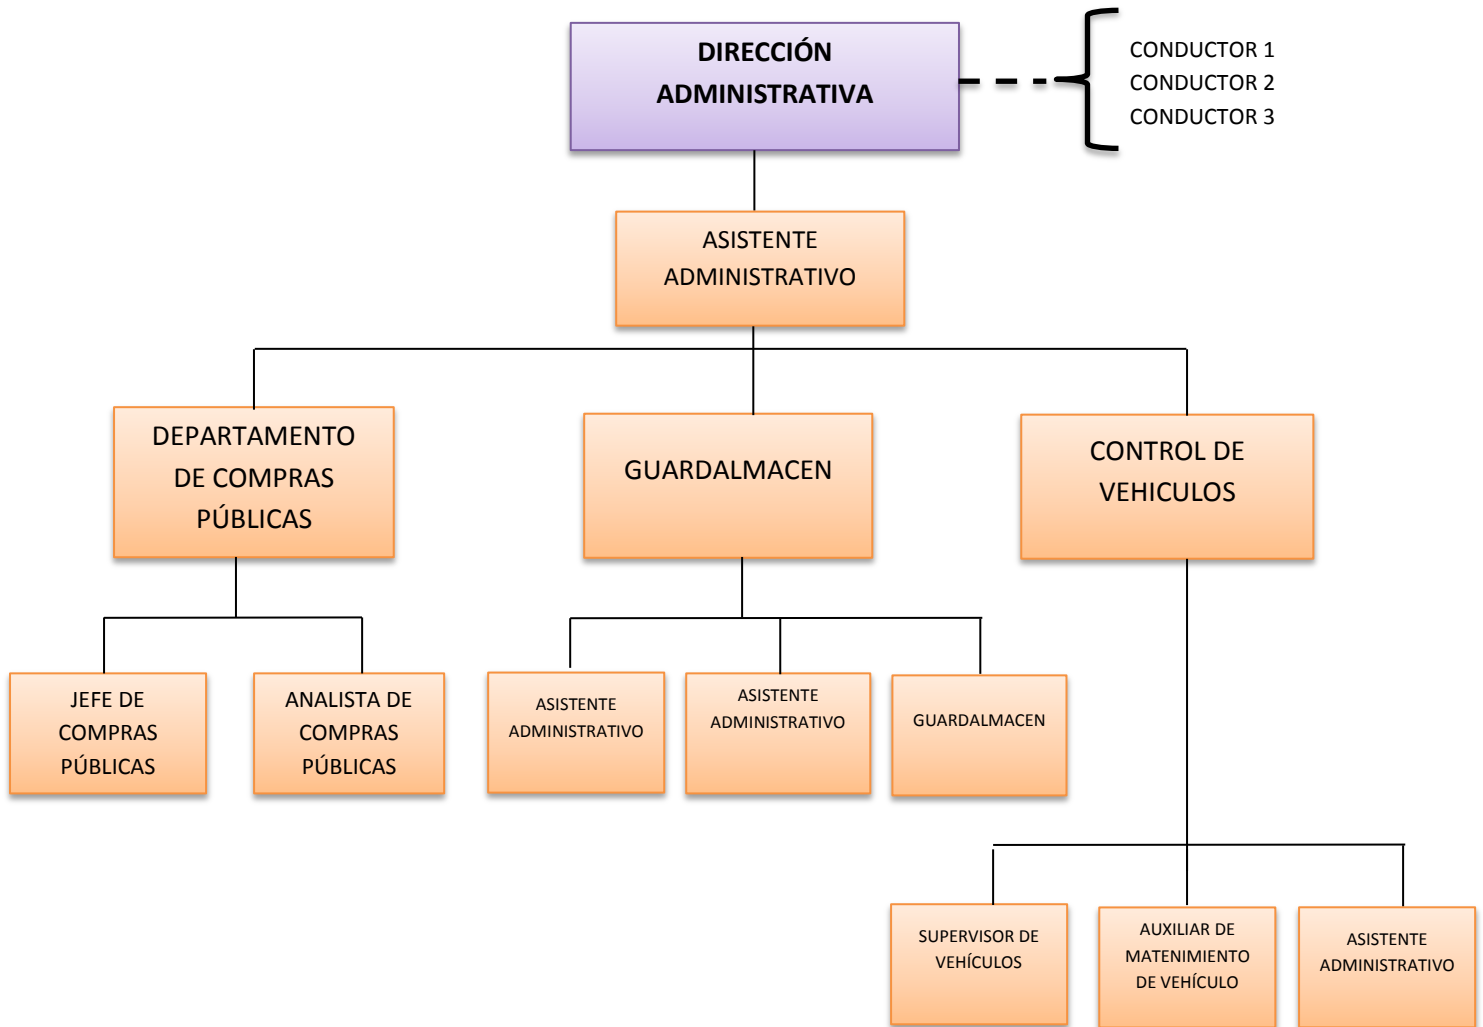 DIRECCIÓN
ADMINISTRATIVA
CONDUCTOR 1
CONDUCTOR 2
CONDUCTOR 3
ASISTENTE
ADMINISTRATIVO
DEPARTAMENTO
DE COMPRAS
PÚBLICAS
GUARDALMACEN
CONTROL DE
VEHICULOS
JEFE DE
COMPRAS
PÚBLICAS
ANALISTA DE
COMPRAS
PÚBLICAS
ASISTENTE
ADMINISTRATIVO
ASISTENTE
ADMINISTRATIVO
GUARDALMACEN
SUPERVISOR DE
VEHÍCULOS
AUXILIAR DE
MATENIMIENTO
DE VEHÍCULO
ASISTENTE
ADMINISTRATIVO